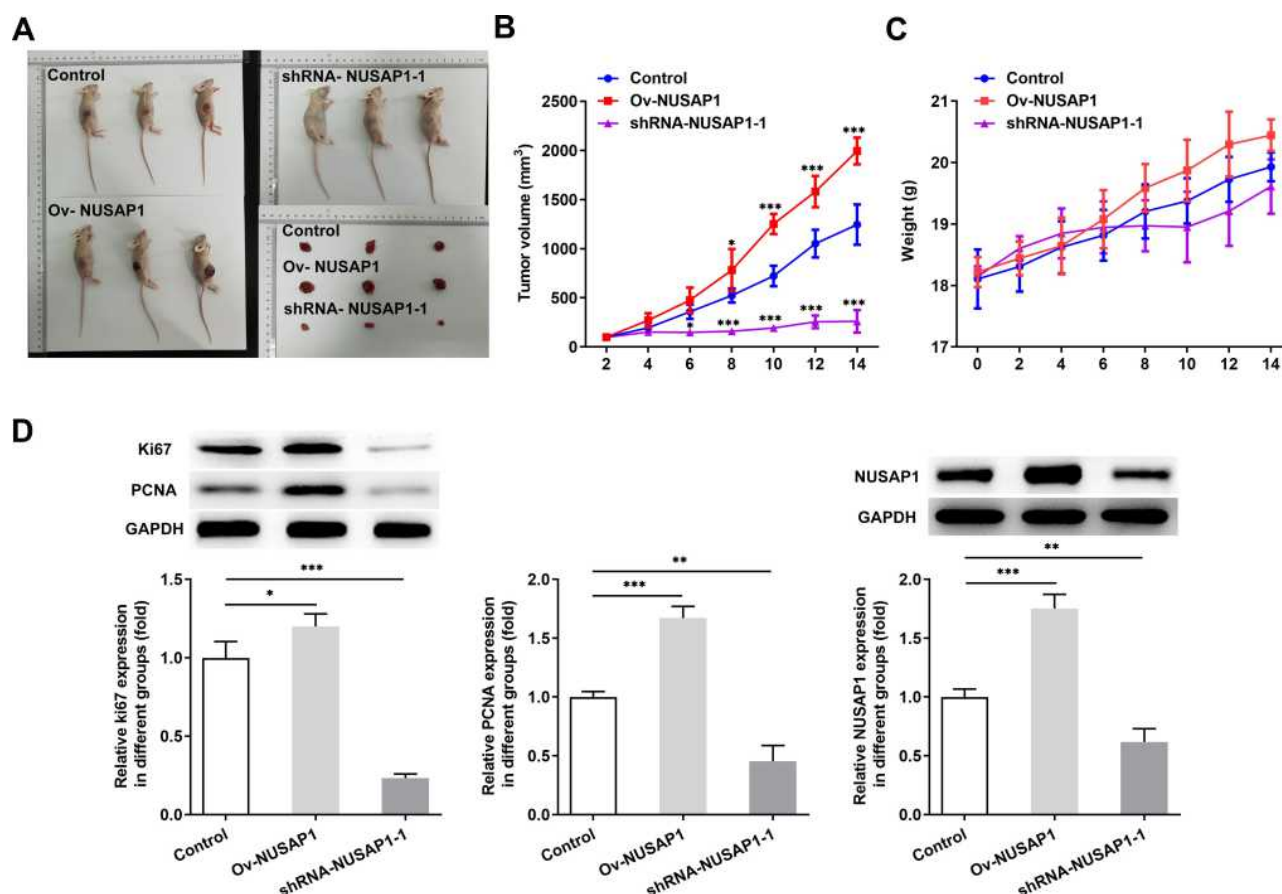 A
Control
shRNA- NUSAP1-1
Ov- NUSAP1
Control
Ov- NUSAP1
shRNA- NUSAP1-1
B
Control
Ov-NUSAP1
shRNA-NUSAP1-1
Tumor volume (mm³)
2500
2000
1500
1000
500
0
2 4 6 8 10 12 14
* *** *** ***
* *** *** *** ***
C
Control
Ov-NUSAP1
shRNA-NUSAP1-1
Weight (g)
21
20
19
18
17
0 2 4 6 8 10 12 14
D
Ki67
PCNA
GAPDH
Relative ki67 expression
in different groups (fold)
1.5
1.0
0.5
0.0
***
*
Control
Ov-NUSAP1
shRNA-NUSAP1-1
Relative PCNA expression
in different groups (fold)
2.0
1.5
1.0
0.5
0.0
**
***
Control
Ov-NUSAP1
shRNA-NUSAP1-1
NUSAP1
GAPDH
Relative NUSAP1 expression
in different groups (fold)
2.0
1.5
1.0
0.5
0.0
**
***
Control
Ov-NUSAP1
shRNA-NUSAP1-1